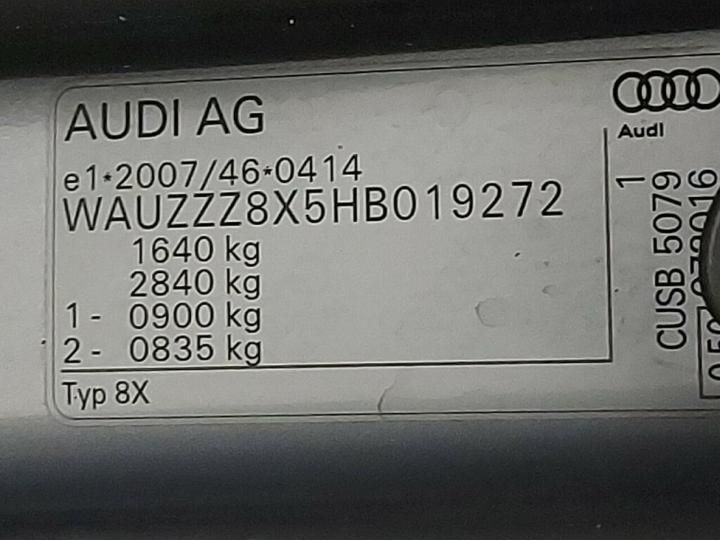 AUDI AG
e1*2007/46*0414
WAUZZZ8X5HB019272
1640 kg
2840 kg
1 - 0900 kg
2 - 0835 kg
Typ 8X
Audi
1
CUSB 5079